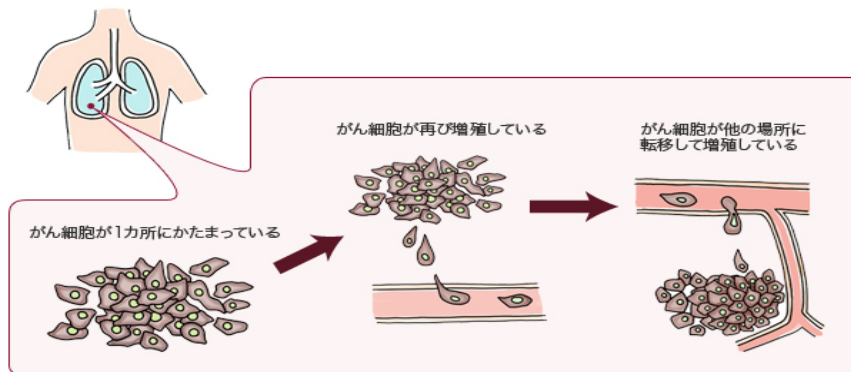 がん細胞が1カ所にかたまっている
がん細胞が再び増殖している
がん細胞が他の場所に
転移して増殖している